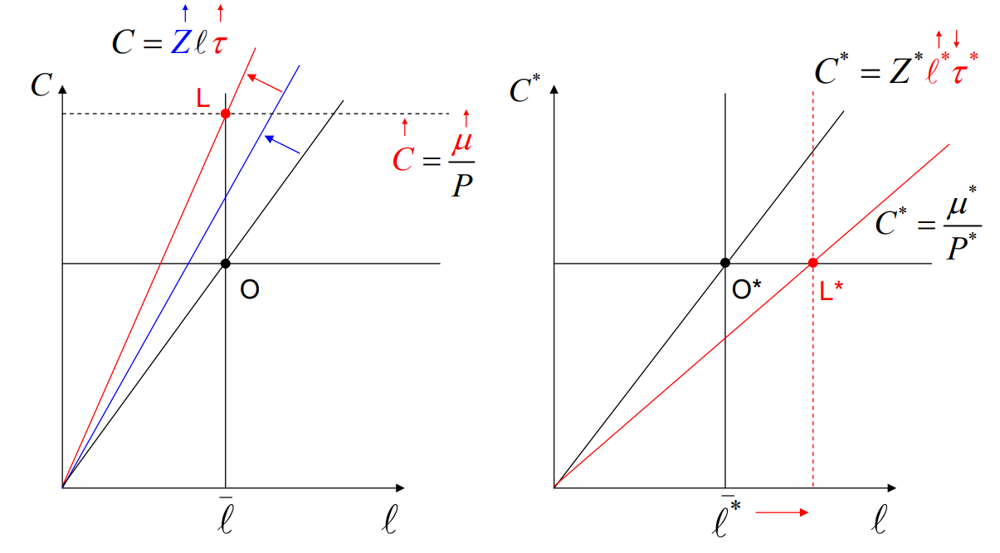 C = Zℓτ
C
L
C = μ/P
O
ℓ̄
ℓ
C* = Z*ℓ*τ*
C*
C* = μ*/P*
O*
L*
ℓ̄*
ℓ